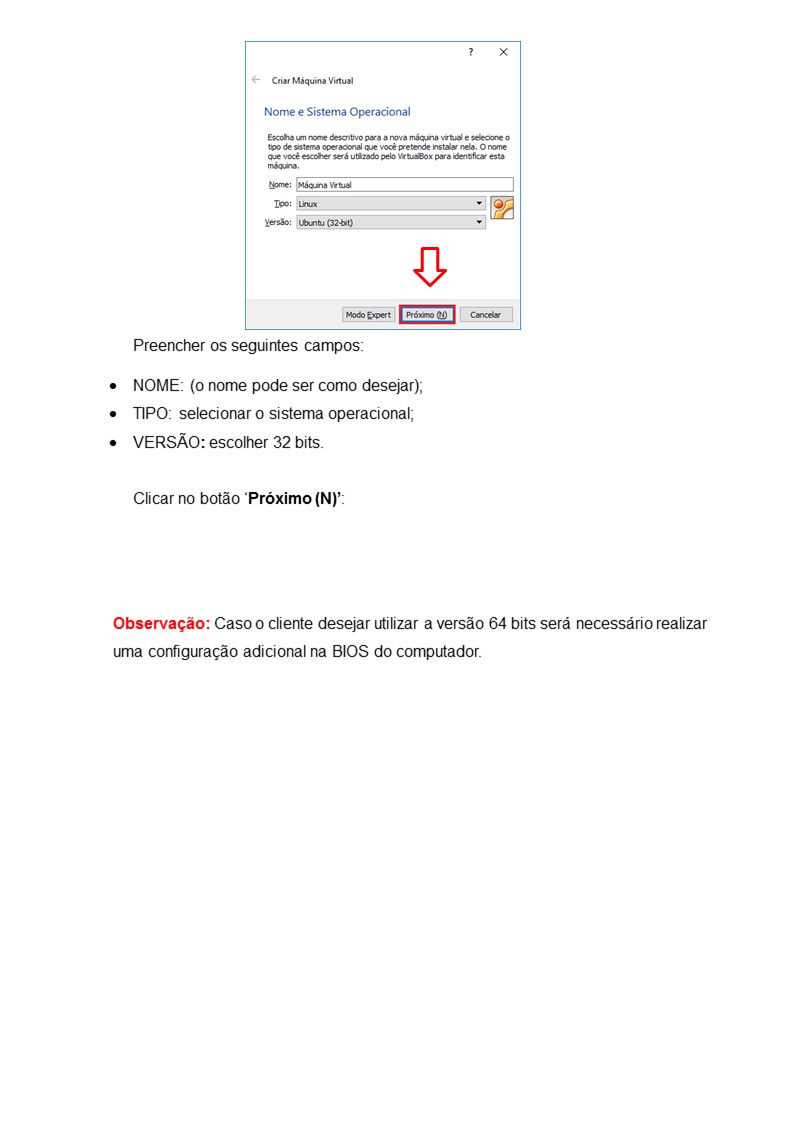 ?
Criar Máquina Virtual
Nome e Sistema Operacional
Escolha um nome descritivo para a nova máquina virtual e selecione o
tipo de sistema operacional que você pretende instalar nela. O nome
que você escolher será utilizado pelo VirtualBox para identificar esta
máquina.
Nome: Máquina Virtual
Tipo: Linux
Versão: Ubuntu (32-bit)
Modo Expert Próximo (N) Cancelar
Preencher os seguintes campos:
• NOME: (o nome pode ser como desejar);
• TIPO: selecionar o sistema operacional;
• VERSÃO: escolher 32 bits.
Clicar no botão ‘Próximo (N)’:
Observação: Caso o cliente desejar utilizar a versão 64 bits será necessário realizar
uma configuração adicional na BIOS do computador.